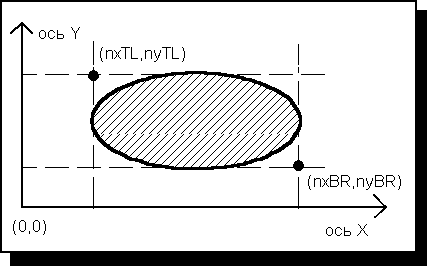 ось Y
(nxTL,nyTL)
(nxBR,nyBR)
(0,0)
ось X